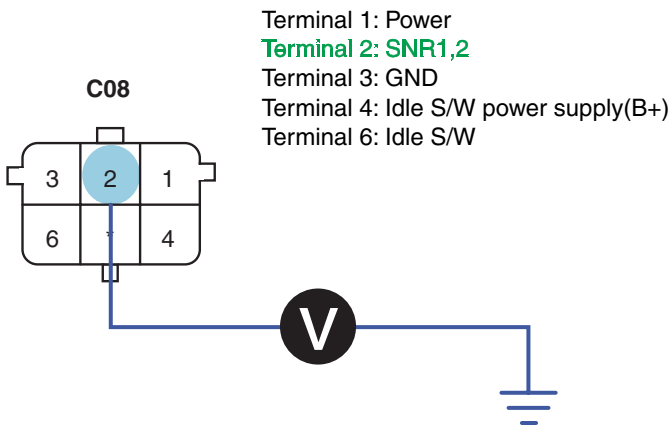 Terminal 1: Power
Terminal 2: SNR1,2
Terminal 3: GND
Terminal 4: Idle S/W power supply(B+)
Terminal 6: Idle S/W
C08
3 2 1
6 * 4
V